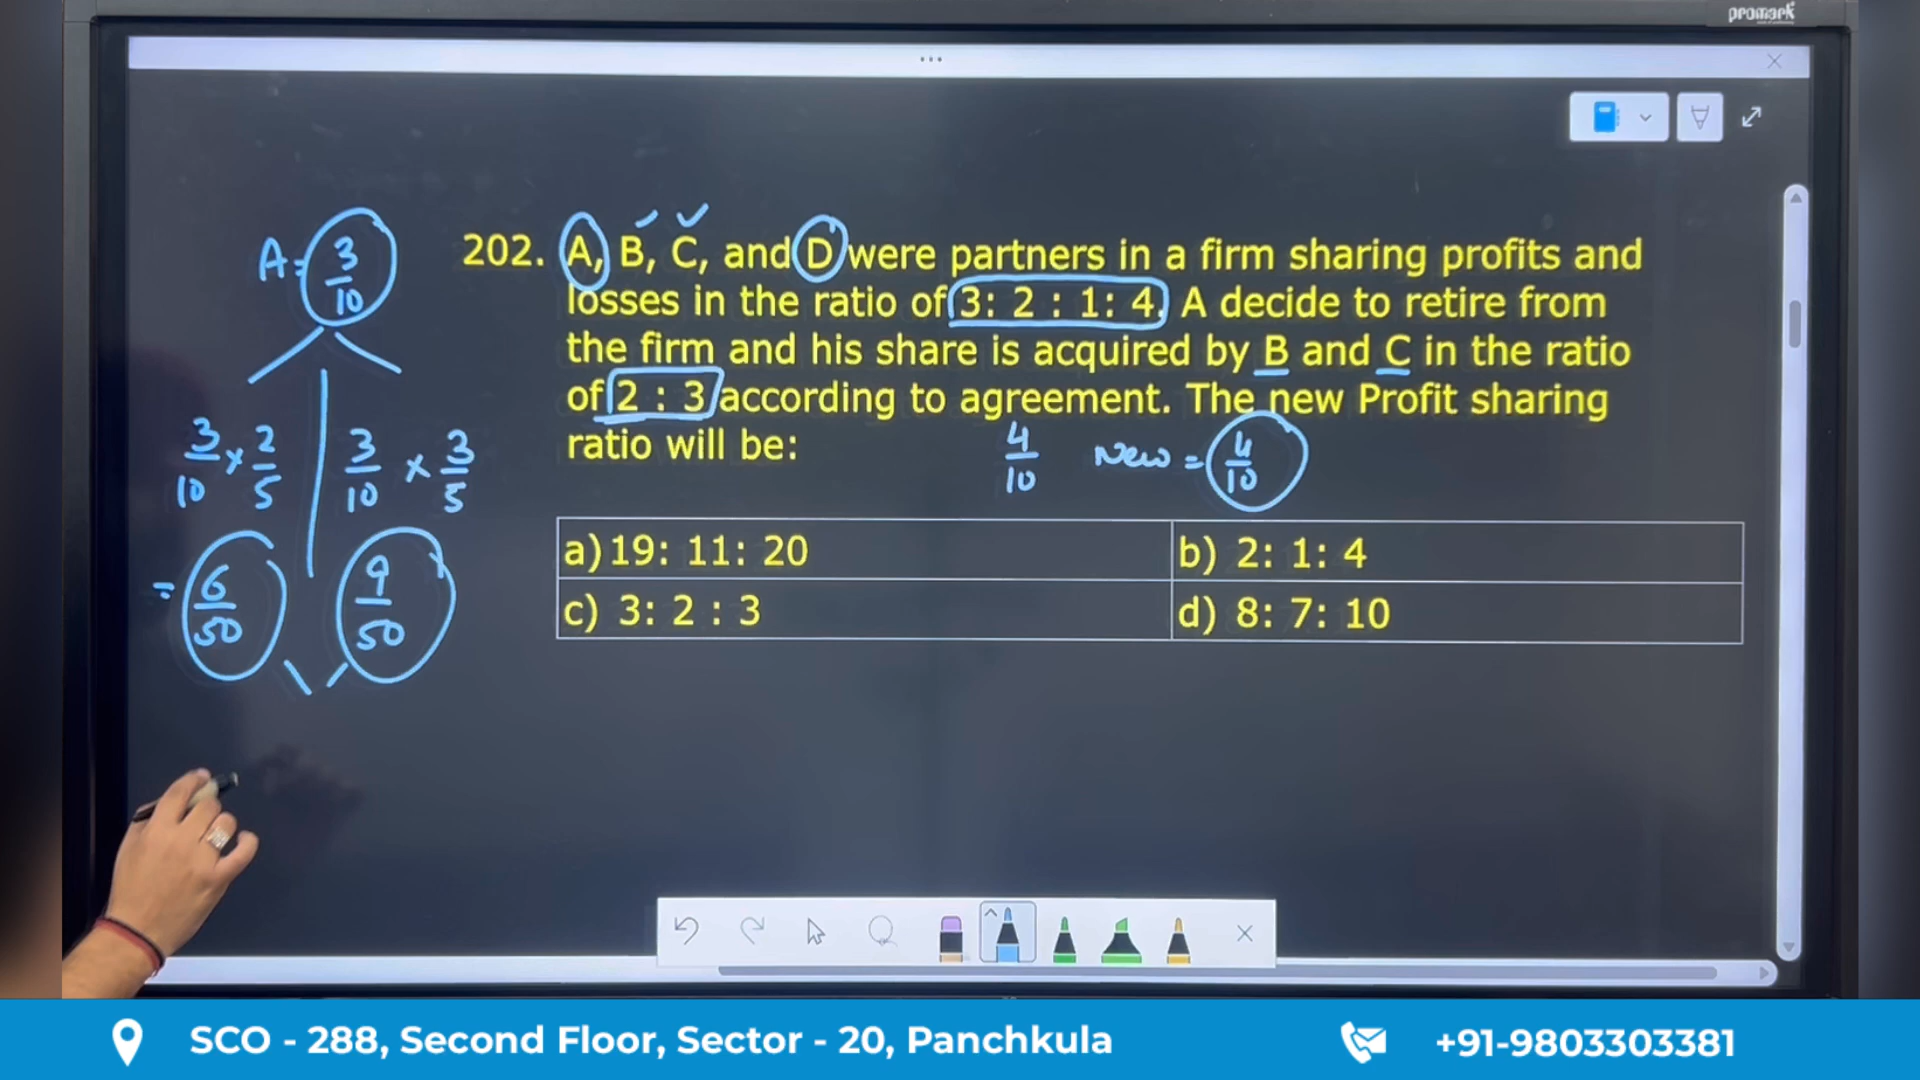 promark
202. A, B, C, and D were partners in a firm sharing profits and
losses in the ratio of 3: 2 : 1: 4. A decide to retire from
the firm and his share is acquired by B and C in the ratio
of 2 : 3 according to agreement. The new Profit sharing
ratio will be:
4/10 New = 4/10
a) 19: 11: 20
b) 2: 1: 4
c) 3: 2 : 3
d) 8: 7: 10
A = 3/10
3/10 × 2/5
3/10 × 3/5
= 6/50
9/50
SCO - 288, Second Floor, Sector - 20, Panchkula
+91-9803303381